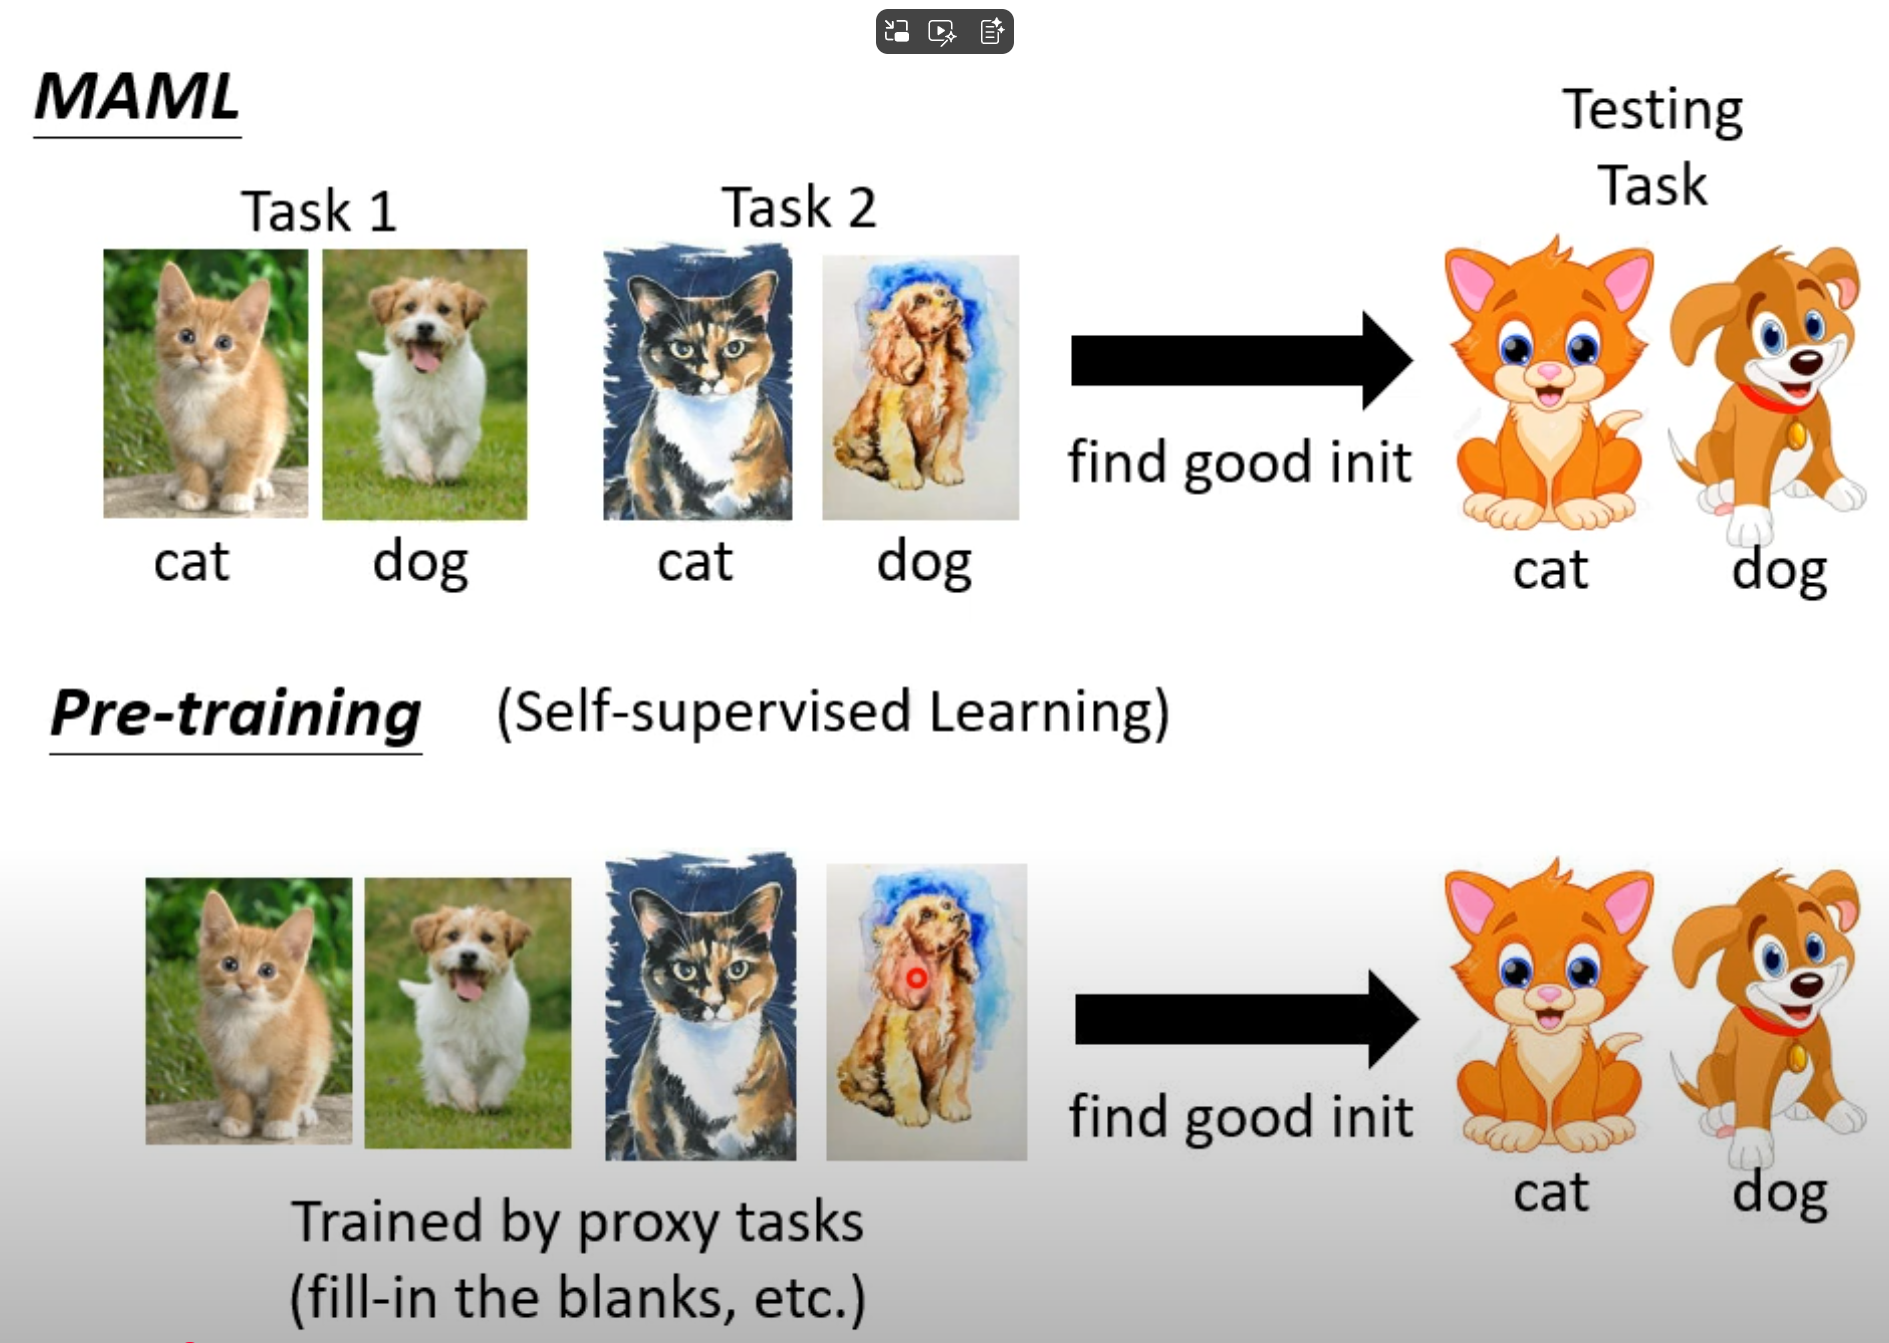 MAML
Testing
Task
Task 1
Task 2
cat
dog
cat
dog
find good init
cat
dog
Pre-training
(Self-supervised Learning)
find good init
cat
dog
Trained by proxy tasks
(fill-in the blanks, etc.)